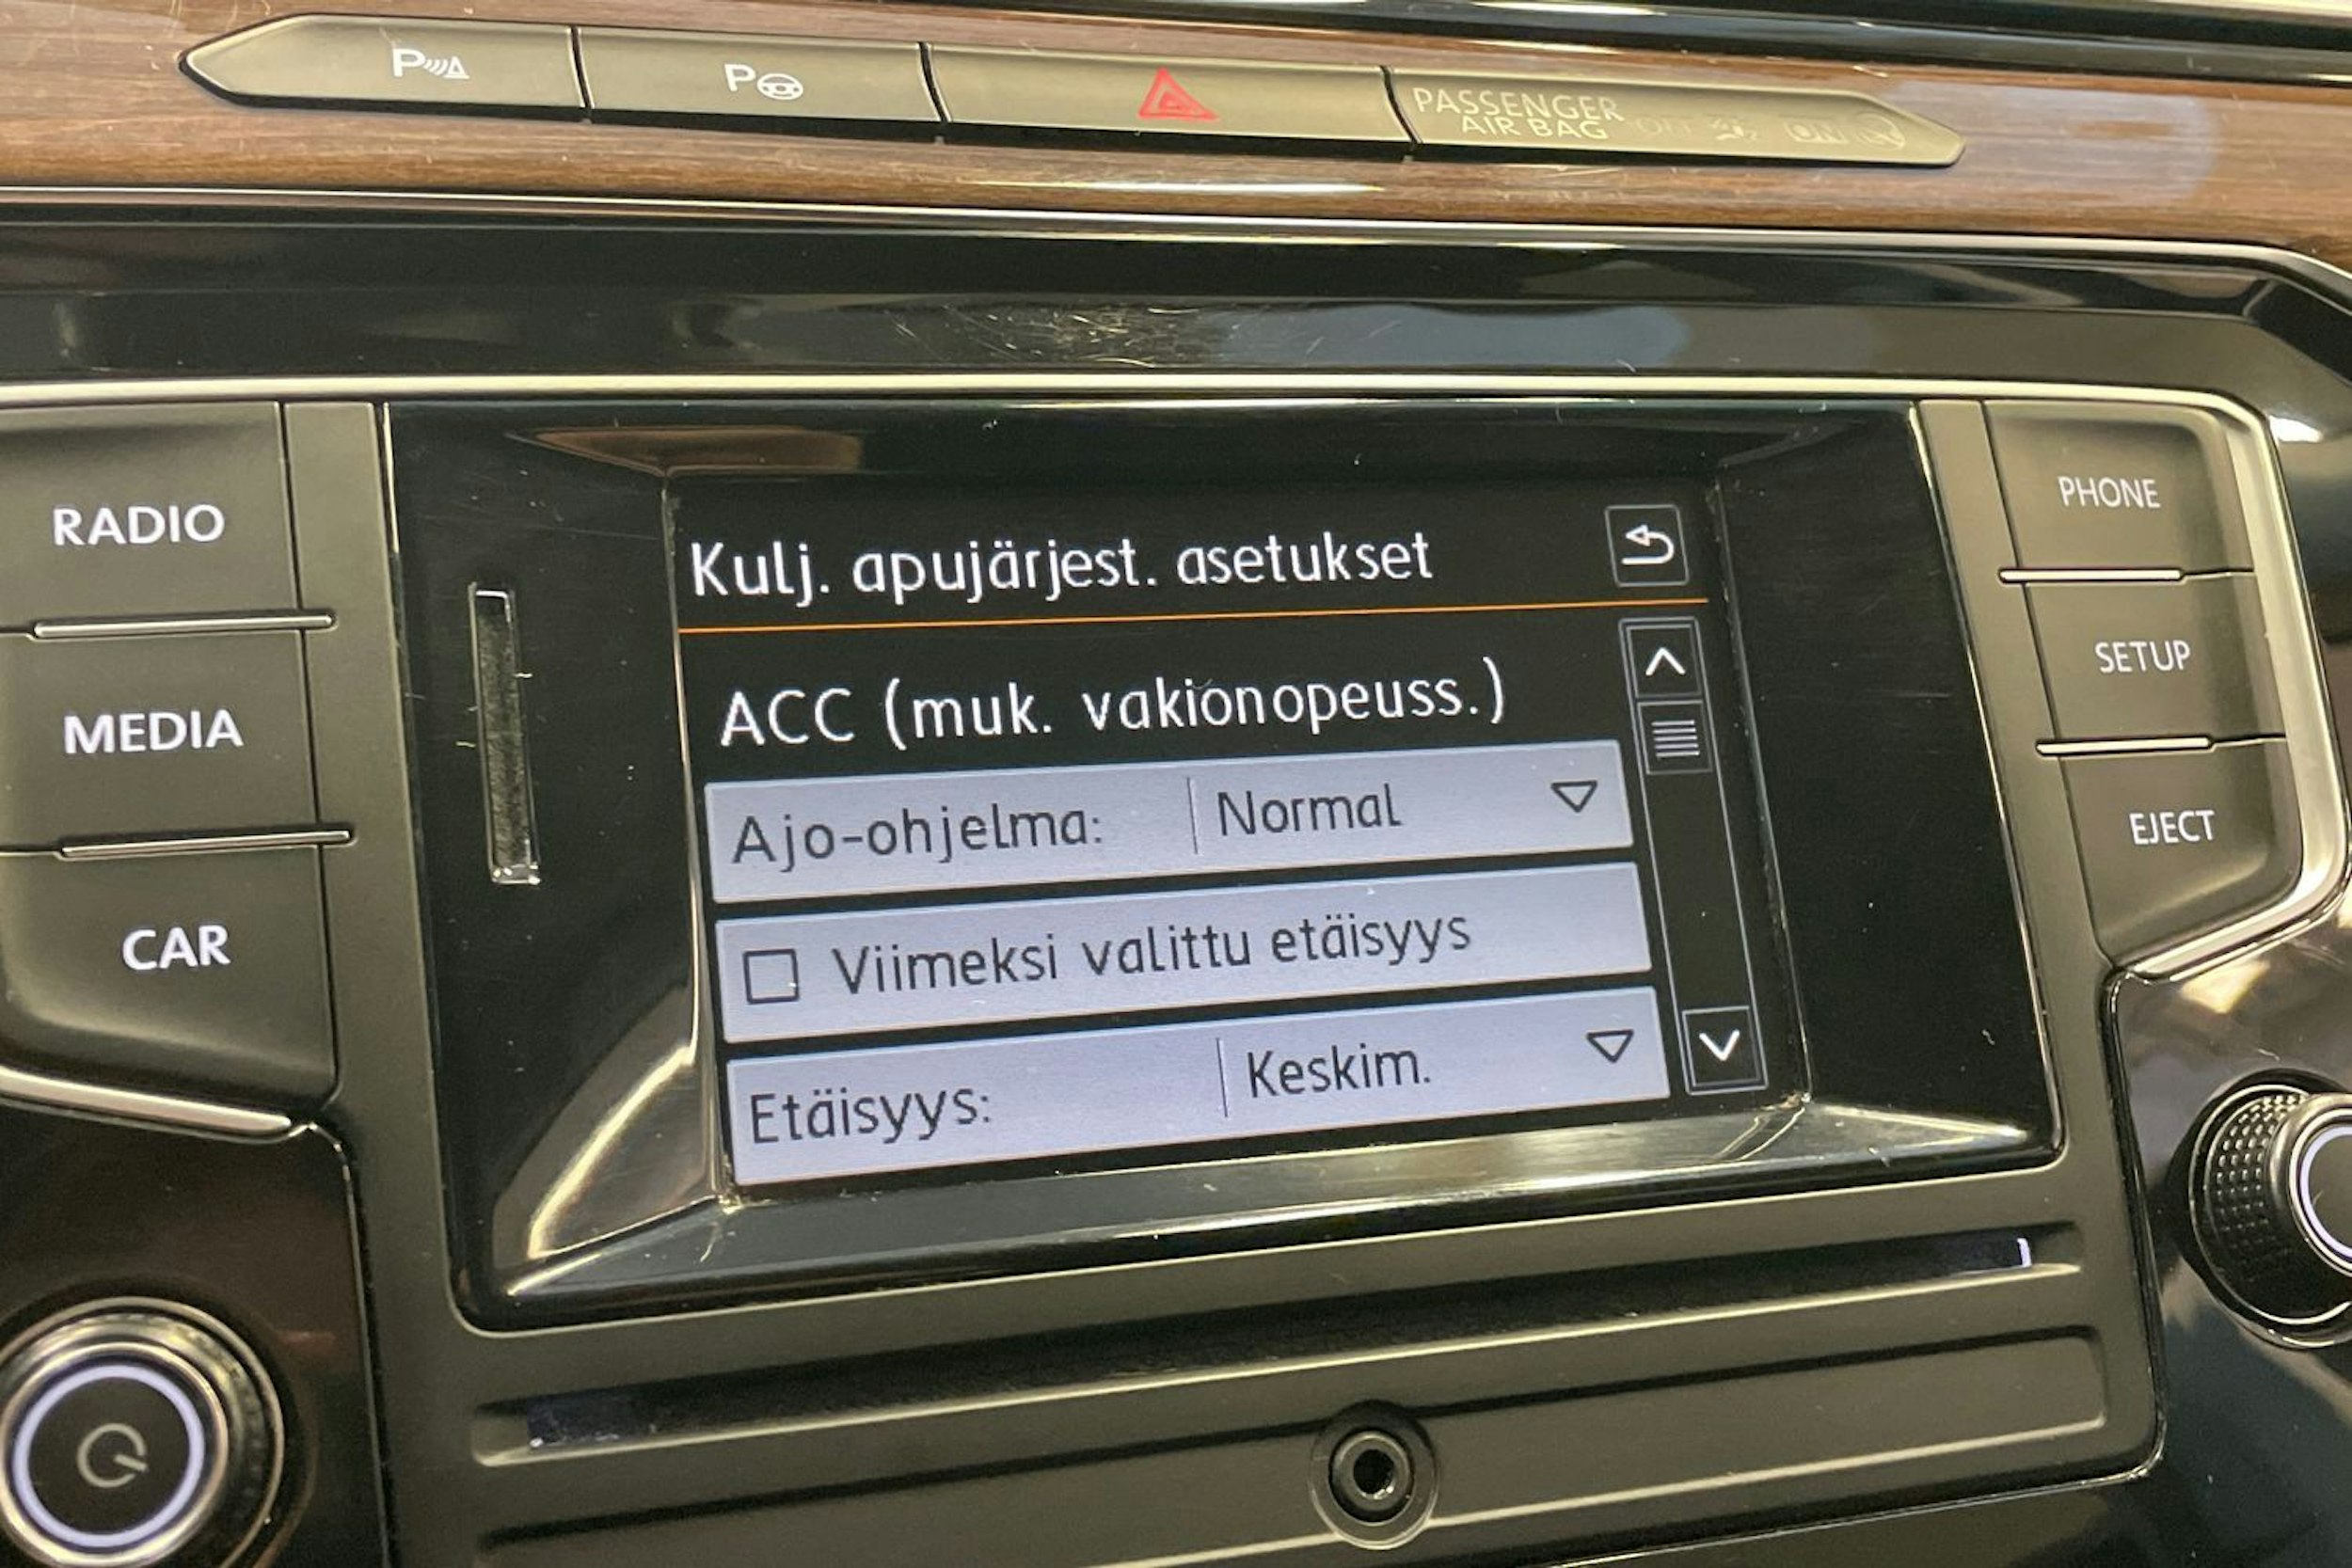 P P
PASSENGER
AIR BAG OFF ON
RADIO
MEDIA
CAR
Kulj. apujärjest. asetukset
ACC (muk. vakionopeuss.)
Ajo-ohjelma: Normal
Viimeksi valittu etäisyys
Etäisyys: Keskim.
PHONE
SETUP
EJECT